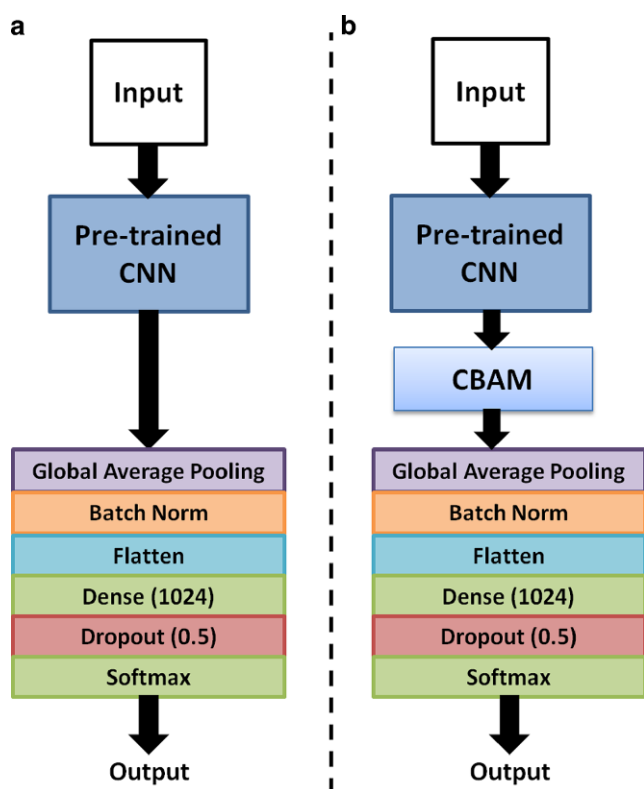 a
Input
Pre-trained
CNN
Global Average Pooling
Batch Norm
Flatten
Dense (1024)
Dropout (0.5)
Softmax
Output
b
Input
Pre-trained
CNN
CBAM
Global Average Pooling
Batch Norm
Flatten
Dense (1024)
Dropout (0.5)
Softmax
Output